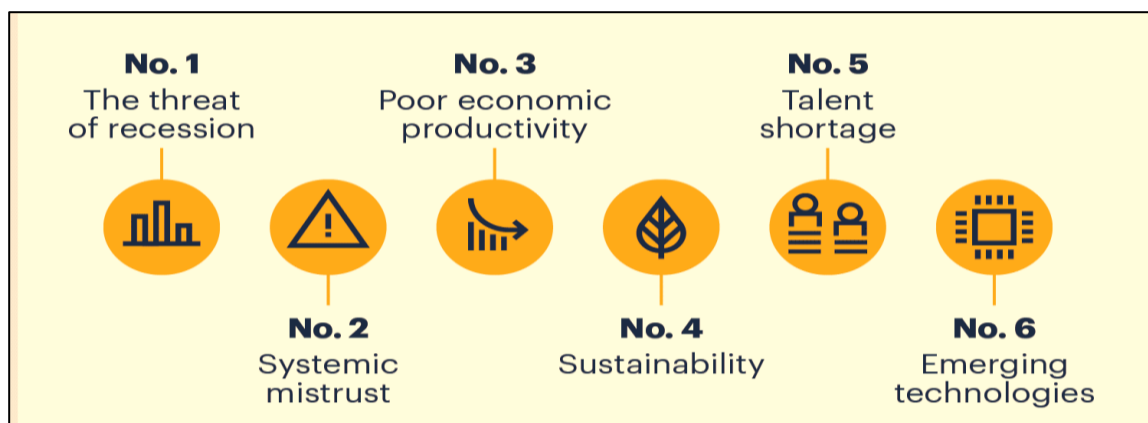 No. 1
The threat
of recession
No. 2
Systemic
mistrust
No. 3
Poor economic
productivity
No. 4
Sustainability
No. 5
Talent
shortage
No. 6
Emerging
technologies